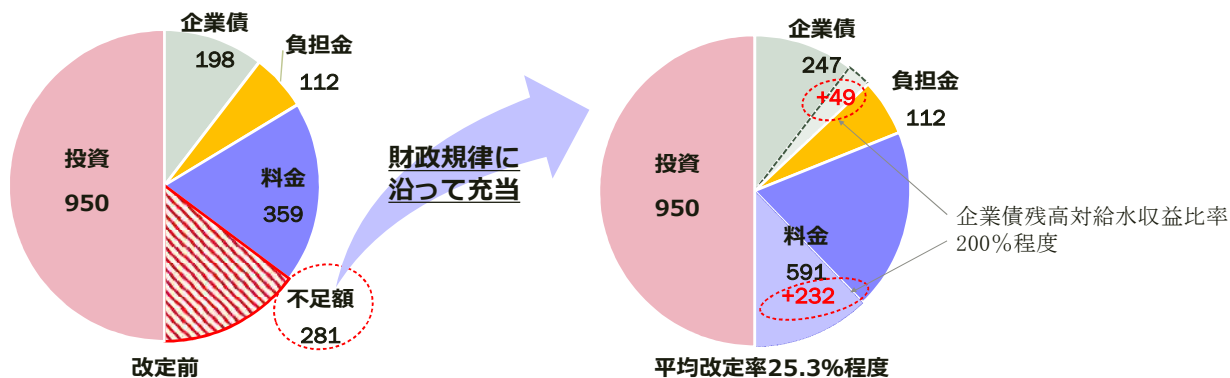 企業債
198
負担金
112
投資
950
料金
359
不足額
281
改定前
財政規律に
沿って充当
企業債
247
+49
負担金
112
投資
950
料金
591
+232
企業債残高対給水収益比率
200%程度
平均改定率25.3%程度